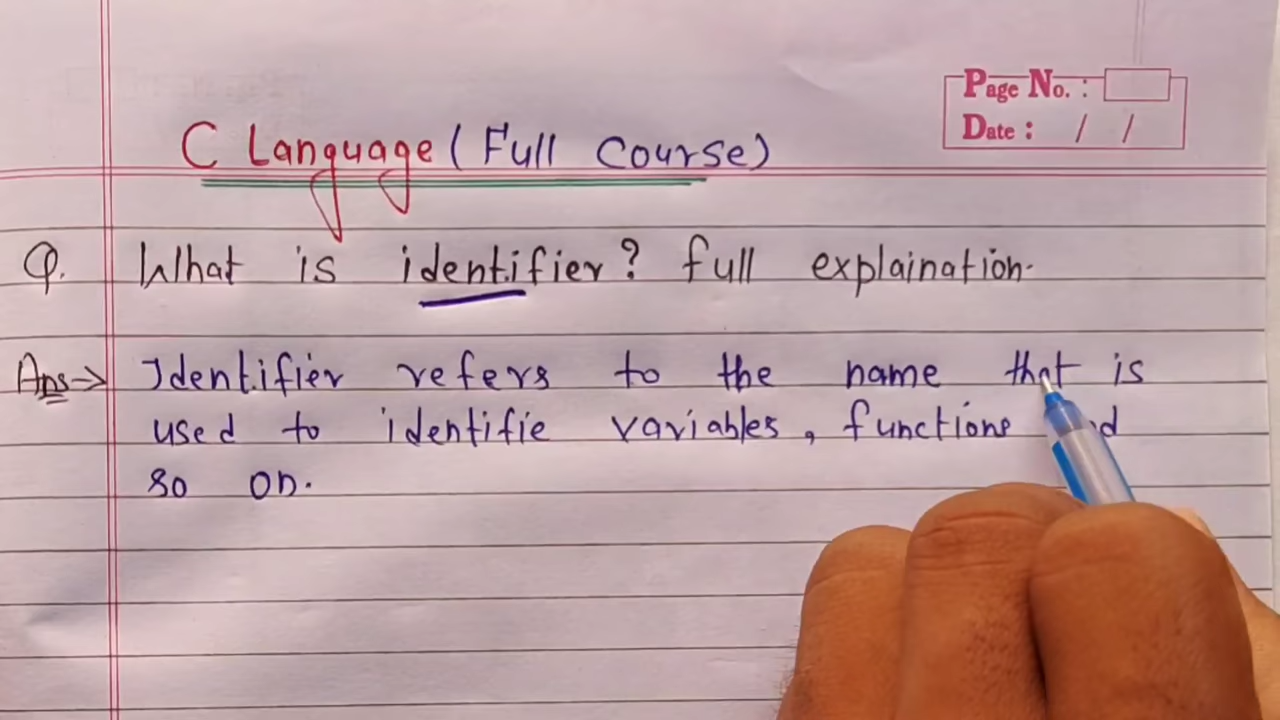 Page No. :
Date : / /
C Language (Full Course)
Q. What is identifier? full explaination.
Ans→ Identifier refers to the name that is
used to identifie variables, functions
so on.